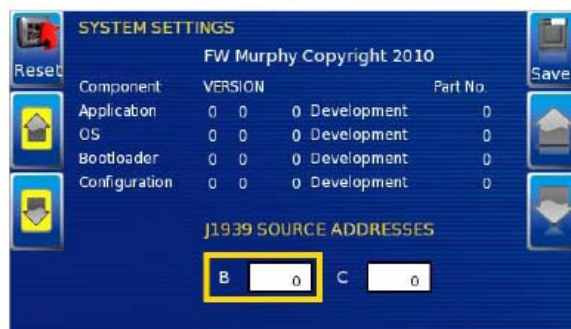 SYSTEM SETTINGS
FW Murphy Copyright 2010
Reset
Save
Component VERSION Part No.
Application 0 0 0 Development 0
OS 0 0 0 Development 0
Bootloader 0 0 0 Development 0
Configuration 0 0 0 Development 0
J1939 SOURCE ADDRESSES
B 0 C 0